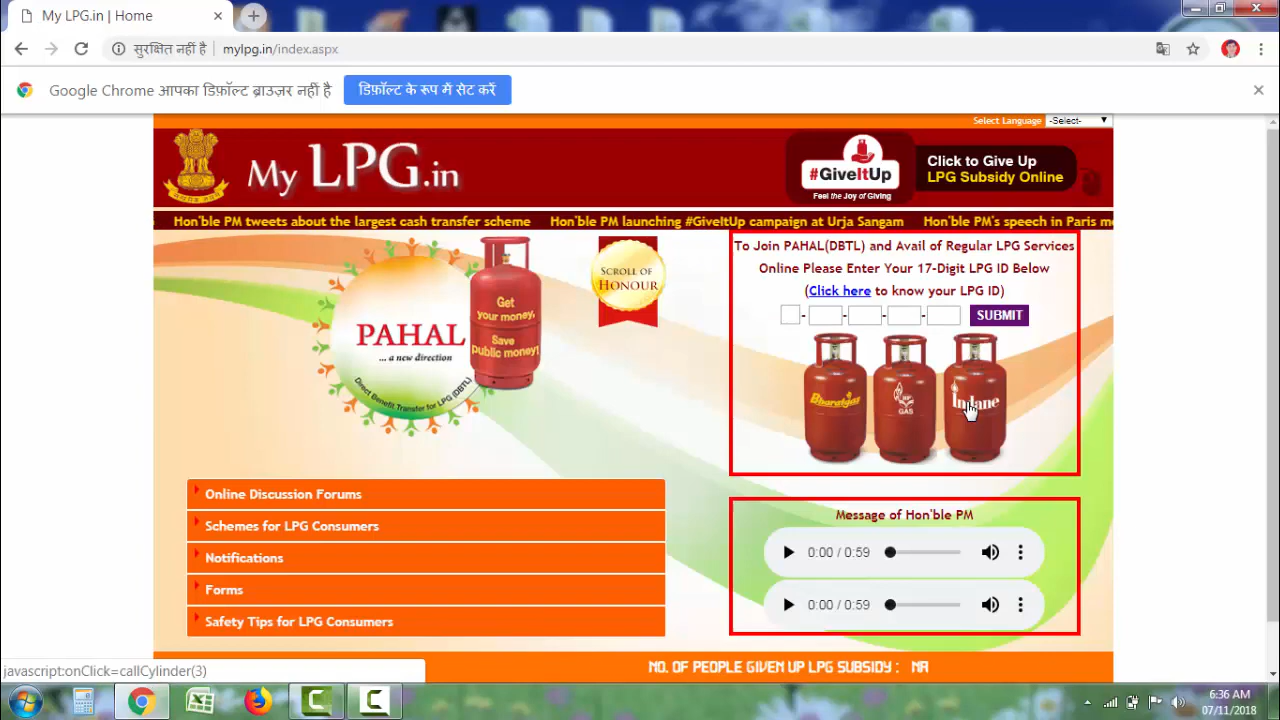 My LPG.in | Home
सुरक्षित नहीं है
mylpg.in/index.aspx
Google Chrome आपका डिफ़ॉल्ट ब्राउज़र नहीं है
डिफ़ॉल्ट के रूप में सेट करें
Select Language
-Select-
My LPG.in
#GiveItUp
Feel the Joy of Giving
Click to Give Up
LPG Subsidy Online
Hon'ble PM tweets about the largest cash transfer scheme
Hon'ble PM launching #GiveItUp campaign at Urja Sangam
Hon'ble PM's speech in Paris m
PAHAL
... a new direction
Direct Benefit Transfer for LPG (DBTL)
Get
your money,
Save
public money!
SCROLL OF
HONOUR
To Join PAHAL(DBTL) and Avail of Regular LPG Services
Online Please Enter Your 17-Digit LPG ID Below
(Click here to know your LPG ID)
- - - -
SUBMIT
Bharatgas
HP
GAS
Indane
Online Discussion Forums
Schemes for LPG Consumers
Notifications
Forms
Safety Tips for LPG Consumers
Message of Hon'ble PM
0:00 / 0:59
0:00 / 0:59
NO. OF PEOPLE GIVEN UP LPG SUBSIDY : NA
javascript:onClick=callCylinder(3)
6:36 AM
07/11/2018